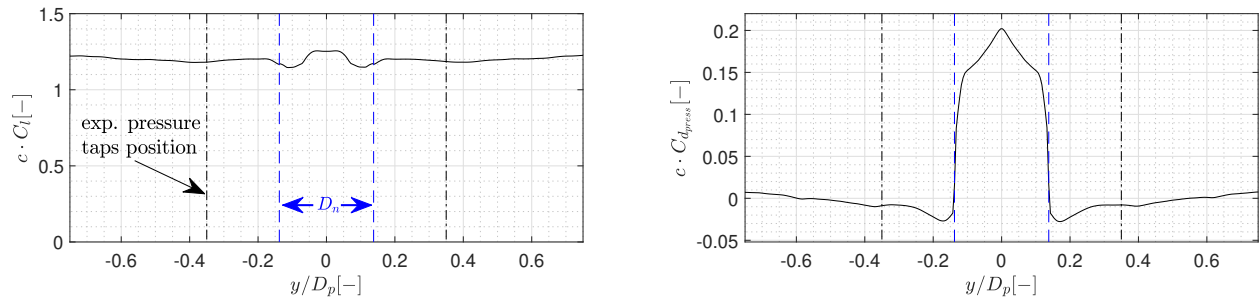 1.5
1
0.5
0
c · C_l[−]
exp. pressure
taps position
D_n
-0.6 -0.4 -0.2 0 0.2 0.4 0.6
y/D_p[−]
0.2
0.15
0.1
0.05
0
-0.05
c · C_{d_{press}}[−]
-0.6 -0.4 -0.2 0 0.2 0.4 0.6
y/D_p[−]